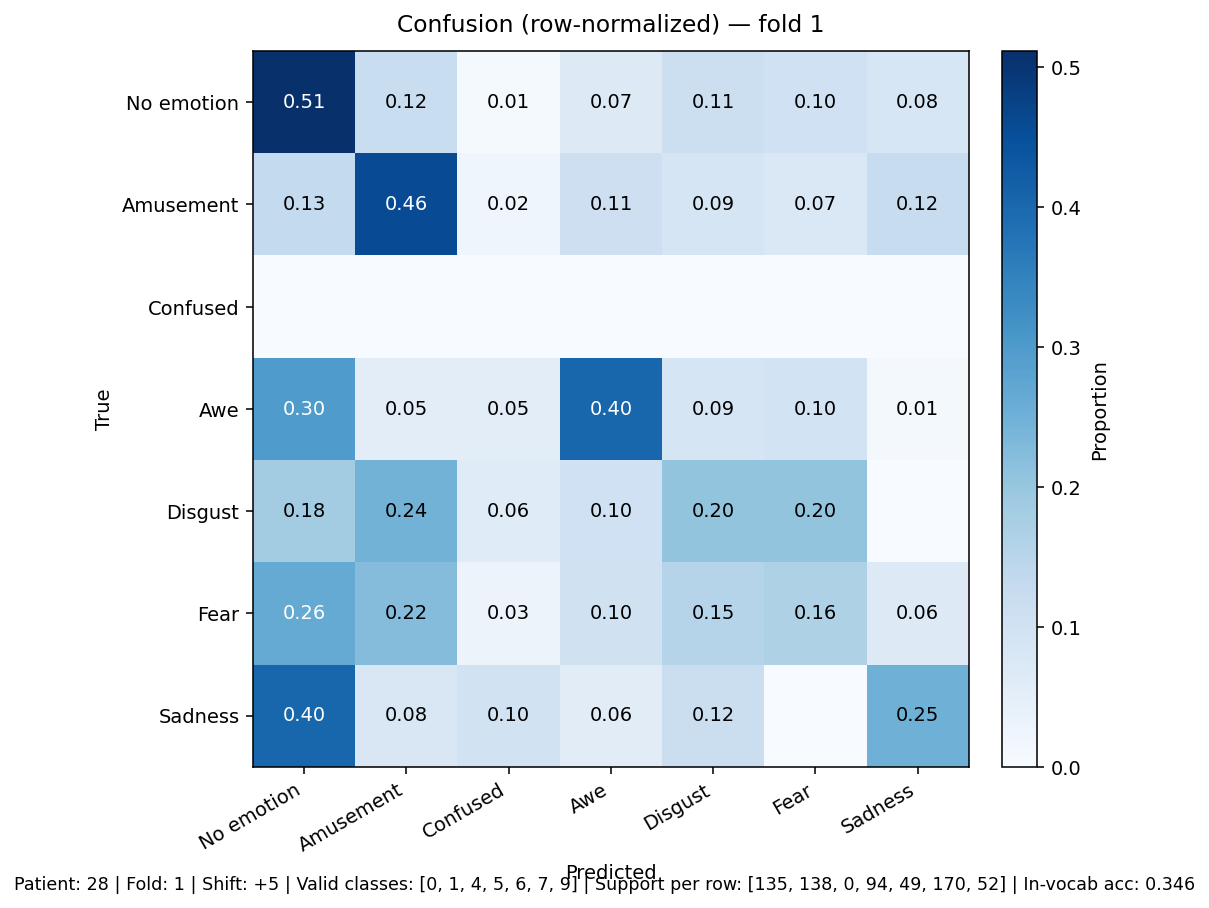 Confusion (row-normalized) — fold 1
No emotion 0.51 0.12 0.01 0.07 0.11 0.10 0.08
Amusement 0.13 0.46 0.02 0.11 0.09 0.07 0.12
Confused
Awe 0.30 0.05 0.05 0.40 0.09 0.10 0.01
Disgust 0.18 0.24 0.06 0.10 0.20 0.20
Fear 0.26 0.22 0.03 0.10 0.15 0.16 0.06
Sadness 0.40 0.08 0.10 0.06 0.12 0.25
True
No emotion Amusement Confused Awe Disgust Fear Sadness
Predicted
0.5
0.4
0.3
0.2
0.1
0.0
Proportion
Patient: 28 | Fold: 1 | Shift: +5 | Valid classes: [0, 1, 4, 5, 6, 7, 9] | Support per row: [135, 138, 0, 94, 49, 170, 52] | In-vocab acc: 0.346